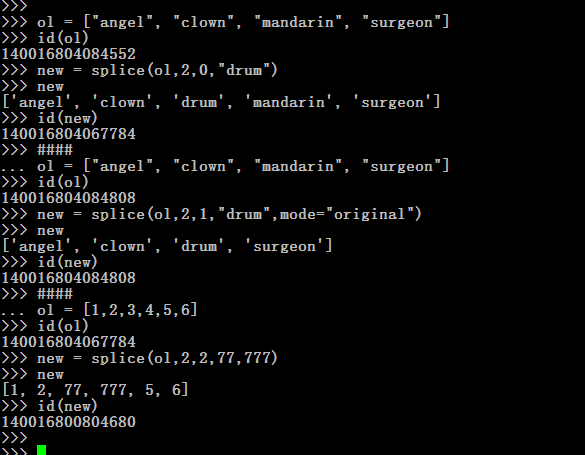 >>>
>>> ol = ["angel", "clown", "mandarin", "surgeon"]
>>> id(ol)
140016804084552
>>> new = splice(ol,2,0,"drum")
>>> new
['angel', 'clown', 'drum', 'mandarin', 'surgeon']
>>> id(new)
140016804067784
>>> ####
... ol = ["angel", "clown", "mandarin", "surgeon"]
>>> id(ol)
140016804084808
>>> new = splice(ol,2,1,"drum",mode="original")
>>> new
['angel', 'clown', 'drum', 'surgeon']
>>> id(new)
140016804084808
>>> ####
... ol = [1,2,3,4,5,6]
>>> id(ol)
140016804067784
>>> new = splice(ol,2,2,77,777)
>>> new
[1, 2, 77, 777, 5, 6]
>>> id(new)
140016800804680
>>>
>>>